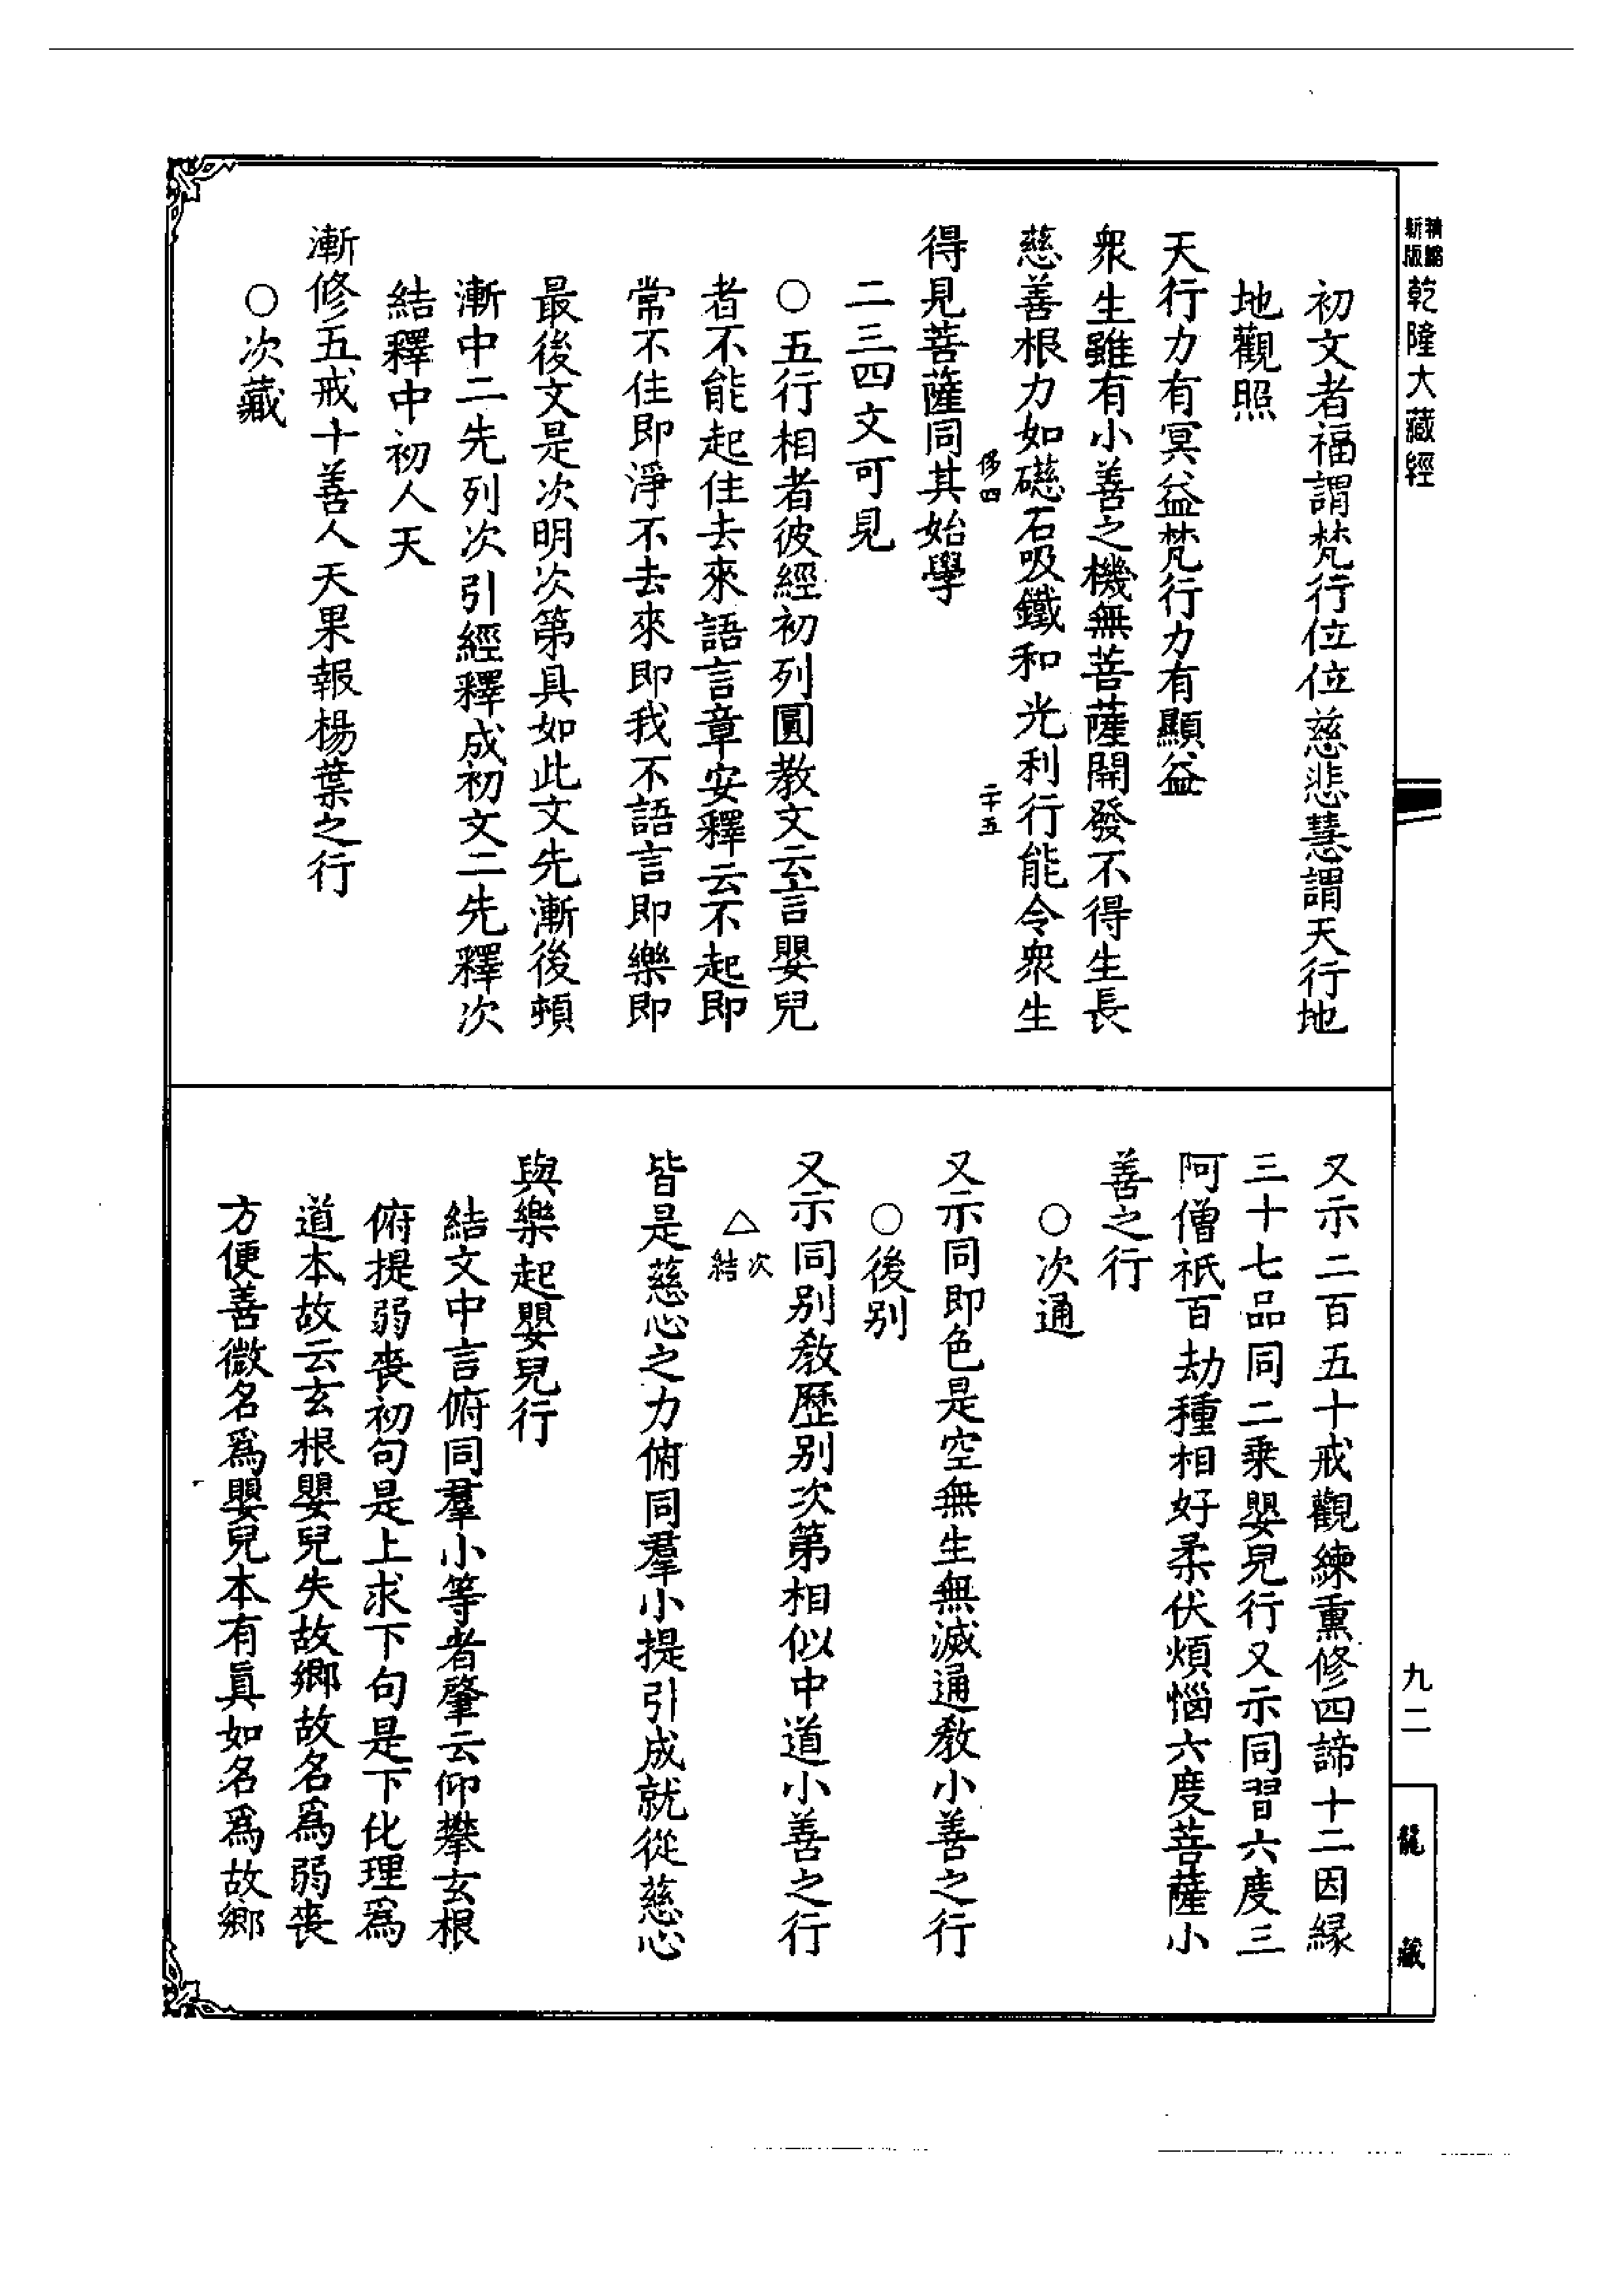 精縮
新版
乾隆大藏經
初文者福謂梵行位位慈悲慧謂天行地
地觀照
天行力有冥益梵行力有顯益
衆生雖有小善之機無菩薩開發不得生長
慈善根力如礠石吸鐵和光利行能令衆生
二十五
得見菩薩同其始學
二三四文可見
○五行相者彼經初列圓教文云言嬰兒
者不能起住去來語言章安釋云不起即
常不住即淨不去來即我不語言即樂即
最後文是次明次第具如此文先漸後頓
漸中二先列次引經釋成初文二先釋次
結釋中初人天
漸修五戒十善人天果報楊葉之行
○次藏
又示二百五十戒觀練熏修四諦十二因緣
三十七品同二乘嬰兒行又示同習六度三
阿僧祇百劫種相好柔伏煩惱六度菩薩小
善之行
○次通
又示同即色是空無生無滅通教小善之行
○後別
又示同別教歷別次第相似中道小善之行
△次結
皆是慈心之力俯同羣小提引成就從慈心
與樂起嬰兒行
結文中言俯同羣小等者肇云仰攀玄根
俯提弱喪初句是上求下句是下化理爲
道本故云玄根嬰兒失故鄉故名爲弱喪
方便善微名爲嬰兒本有眞如名爲故鄉
九二
龍藏